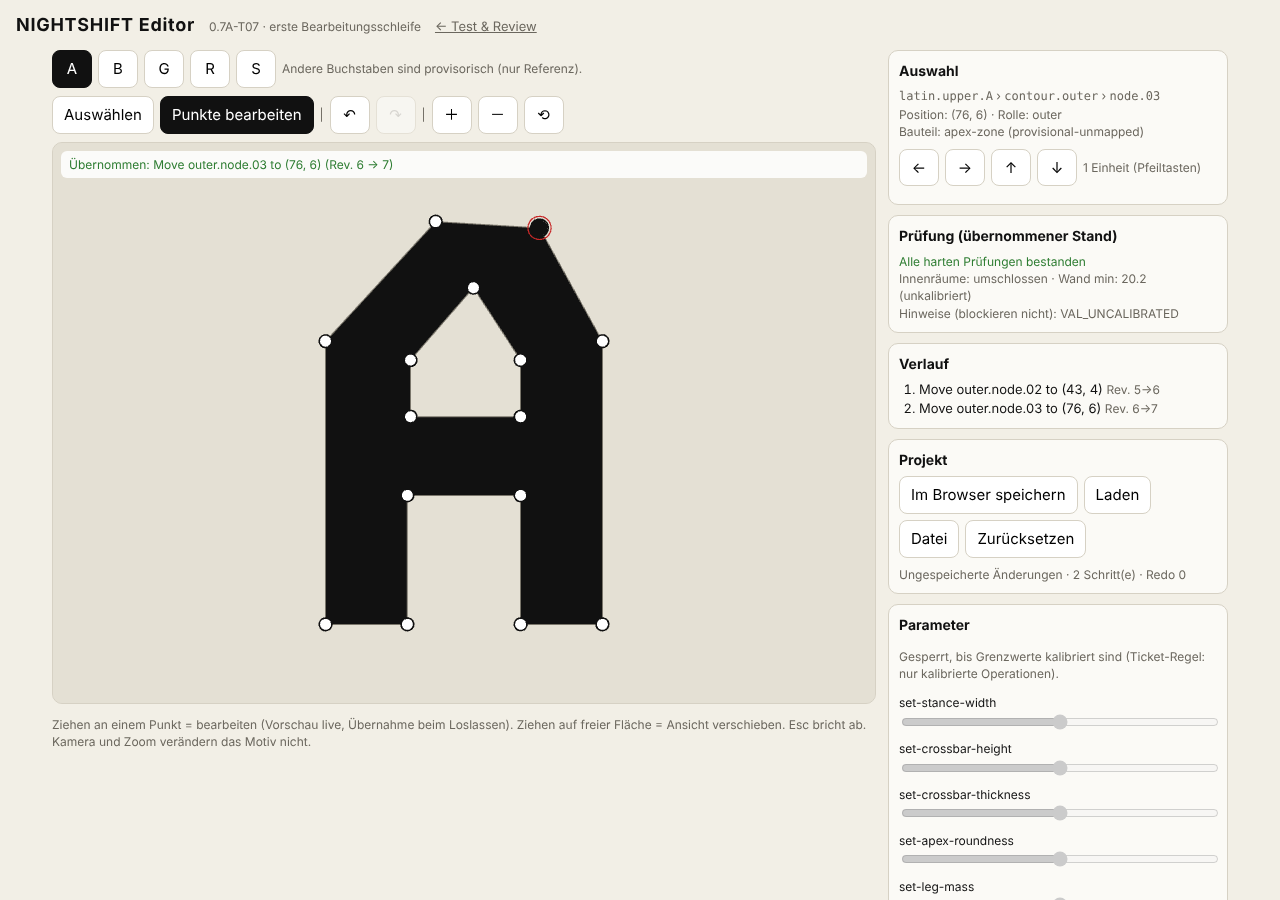 NIGHTSHIFT Editor 0.7A-T07 · erste Bearbeitungsschleife ← Test & Review
A B G R S Andere Buchstaben sind provisorisch (nur Referenz).
Auswählen Punkte bearbeiten | ↶ ↷ | + − ⟲
Übernommen: Move outer.node.03 to (76, 6) (Rev. 6 → 7)
Ziehen an einem Punkt = bearbeiten (Vorschau live, Übernahme beim Loslassen). Ziehen auf freier Fläche = Ansicht verschieben. Esc bricht ab.
Kamera und Zoom verändern das Motiv nicht.
Auswahl
latin.upper.A › contour.outer › node.03
Position: (76, 6) · Rolle: outer
Bauteil: apex-zone (provisional-unmapped)
← → ↑ ↓ 1 Einheit (Pfeiltasten)
Prüfung (übernommener Stand)
Alle harten Prüfungen bestanden
Innenräume: umschlossen · Wand min: 20.2
(unkalibriert)
Hinweise (blockieren nicht): VAL_UNCALIBRATED
Verlauf
1. Move outer.node.02 to (43, 4) Rev. 5→6
2. Move outer.node.03 to (76, 6) Rev. 6→7
Projekt
Im Browser speichern Laden
Datei Zurücksetzen
Ungespeicherte Änderungen · 2 Schritt(e) · Redo 0
Parameter
Gesperrt, bis Grenzwerte kalibriert sind (Ticket-Regel:
nur kalibrierte Operationen).
set-stance-width
set-crossbar-height
set-crossbar-thickness
set-apex-roundness
set-leg-mass